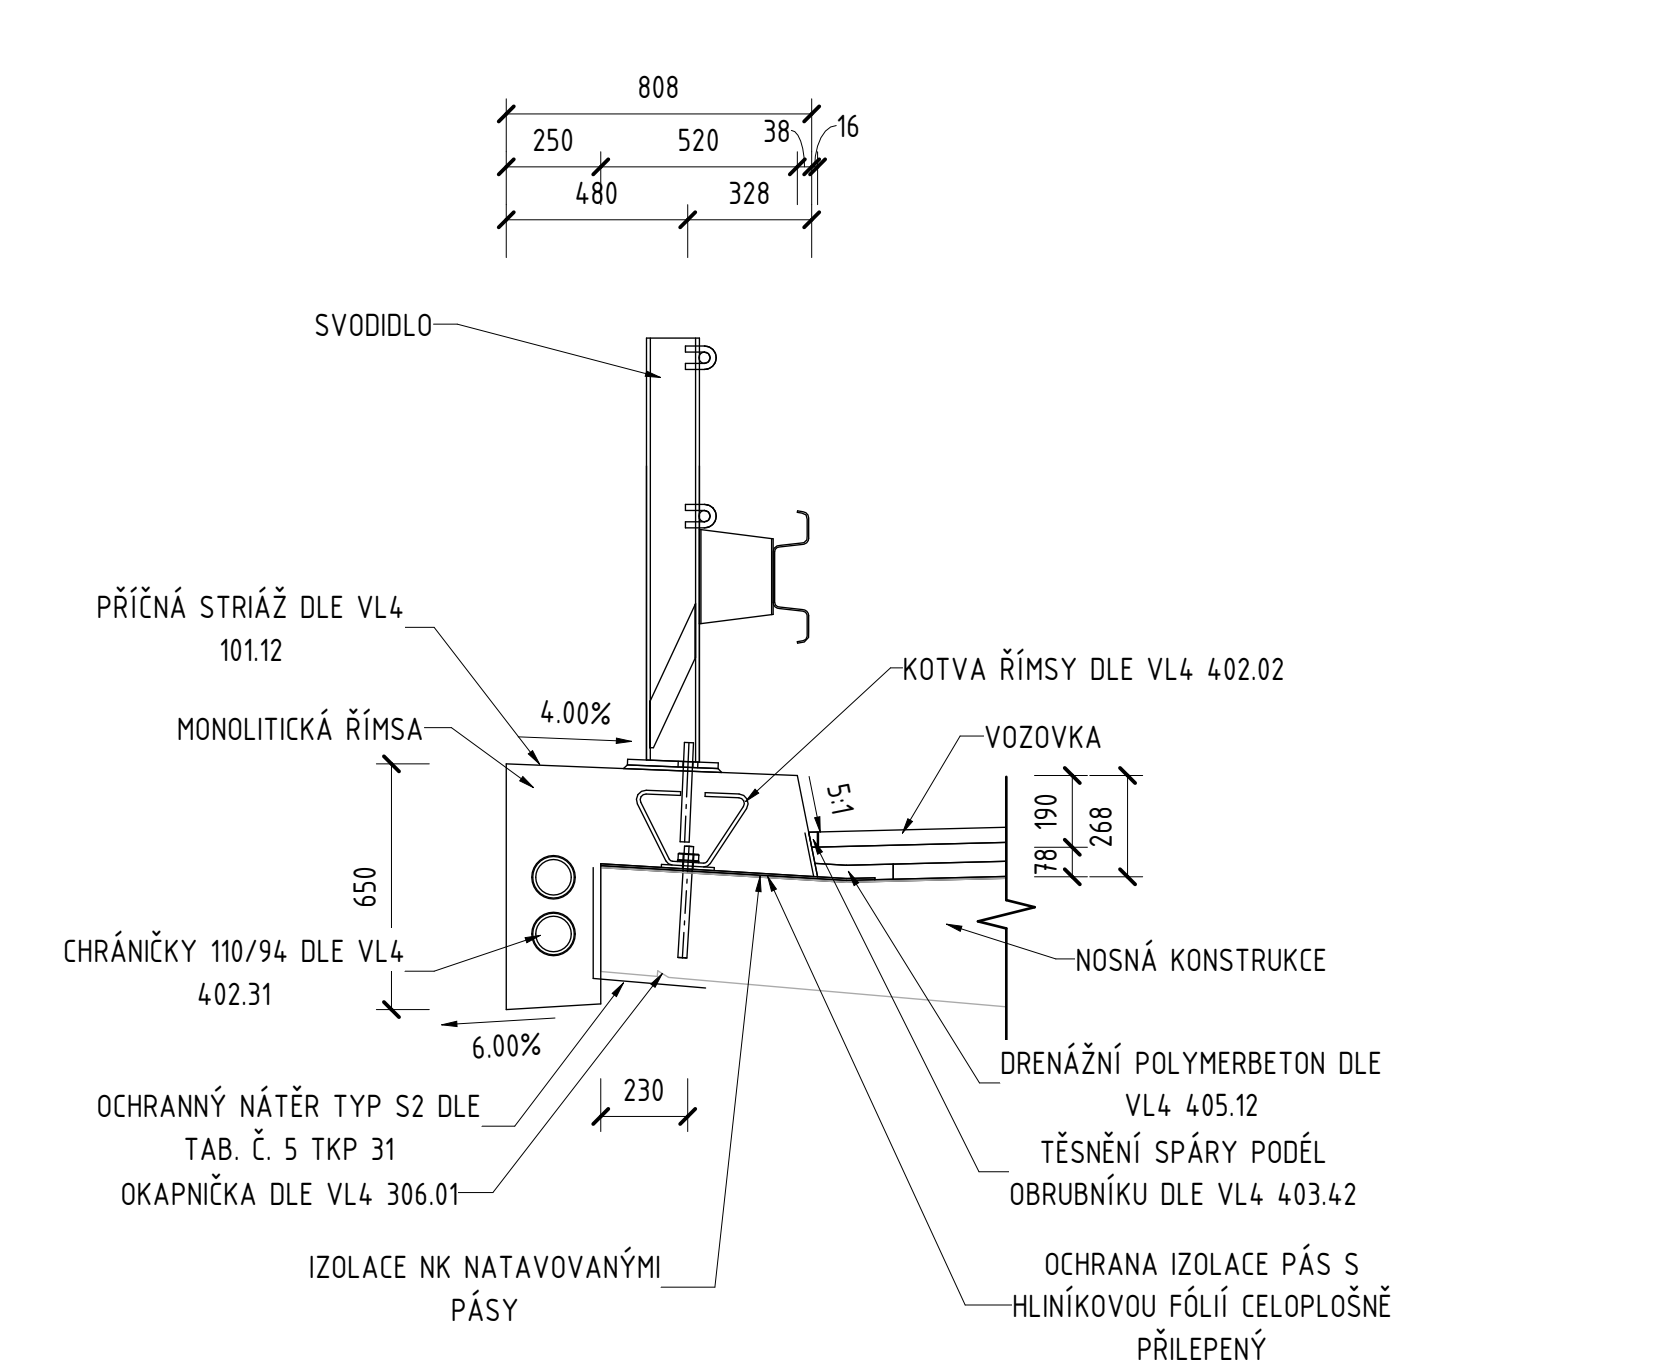 808
250
520
38
16
480
328
SVODIDLO
PŘÍČNÁ STRIÁŽ DLE VL4
101.12
4.00%
MONOLITICKÁ ŘÍMSA
KOTVA ŘÍMSY DLE VL4 402.02
VOZOVKA
5:1
190
268
78
650
CHRÁNIČKY 110/94 DLE VL4
402.31
6.00%
NOSNÁ KONSTRUKCE
230
OCHRANNÝ NÁTĚR TYP S2 DLE
TAB. Č. 5 TKP 31
OKAPNIČKA DLE VL4 306.01
DRENÁŽNÍ POLYMERBETON DLE
VL4 405.12
TĚSNĚNÍ SPÁRY PODÉL
OBRUBNÍKU DLE VL4 403.42
IZOLACE NK NATAVOVANÝMI
PÁSY
OCHRANA IZOLACE PÁS S
HLINÍKOVOU FÓLIÍ CELOPLOŠNĚ
PŘILEPENÝ